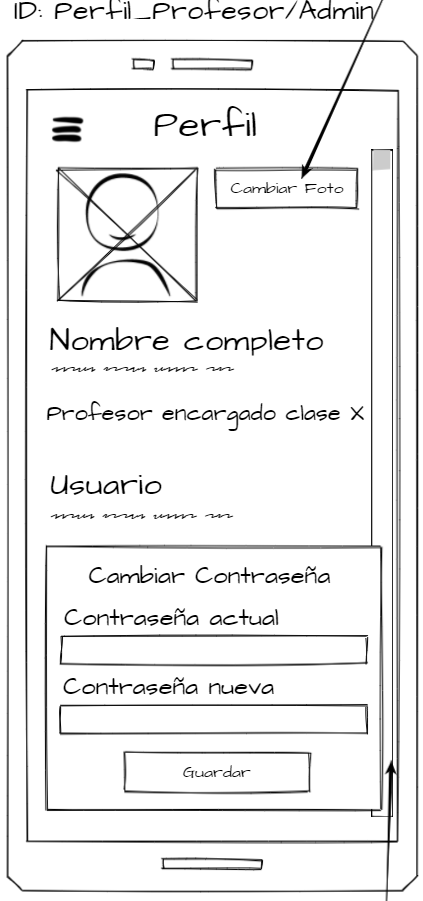 ID: Perfil_Profesor/Admin
Perfil
Cambiar Foto
Nombre completo
Profesor encargado clase X
Usuario
Cambiar Contraseña
Contraseña actual
Contraseña nueva
Guardar